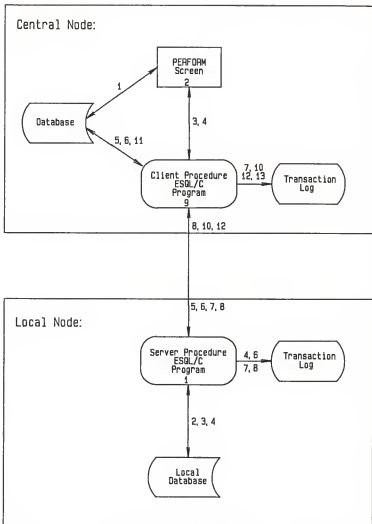 Central Node:
PERFORM
Screen
2
1
Database
3, 4
5, 6, 11
Client Procedure
ESQL/C
Program
9
7, 10
12, 13
Transaction
Log
8, 10, 12
5, 6, 7, 8
Local Node:
Server Procedure
ESQL/C
Program
1
4, 6
7, 8
Transaction
Log
2, 3, 4
Local
Database